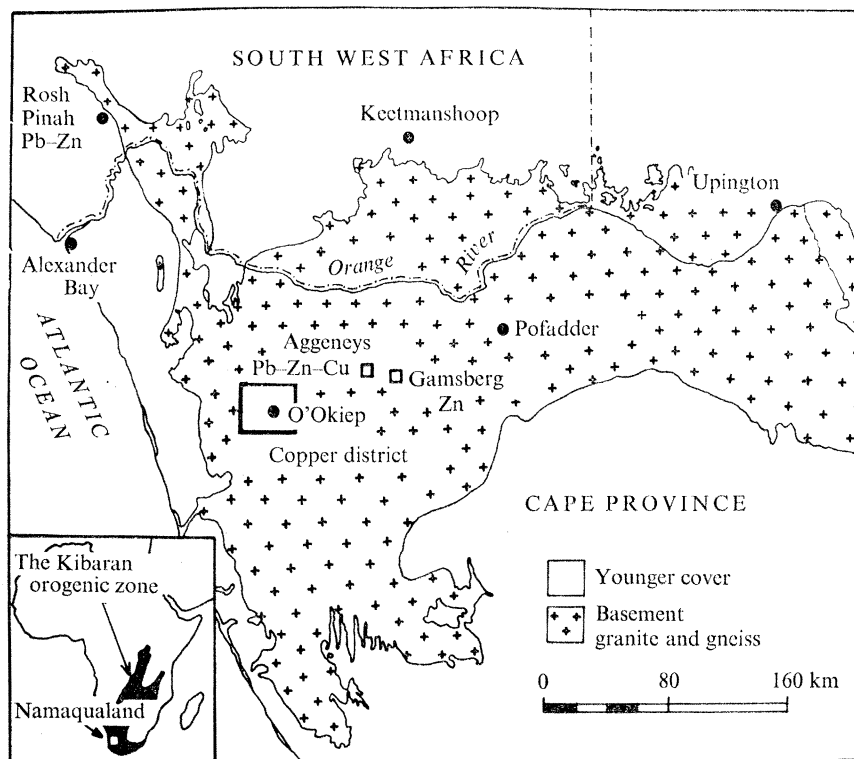 SOUTH WEST AFRICA
Rosh
Pinah
Pb–Zn
Keetmanshoop
Upington
Alexander
Bay
Orange
River
ATLANTIC
OCEAN
Aggeneys
Pb–Zn–Cu
Pofadder
Gamsberg
Zn
O'Okiep
Copper district
CAPE PROVINCE
The Kibaran
orogenic zone
Namaqualand
Younger cover
Basement
granite and gneiss
0 80 160 km